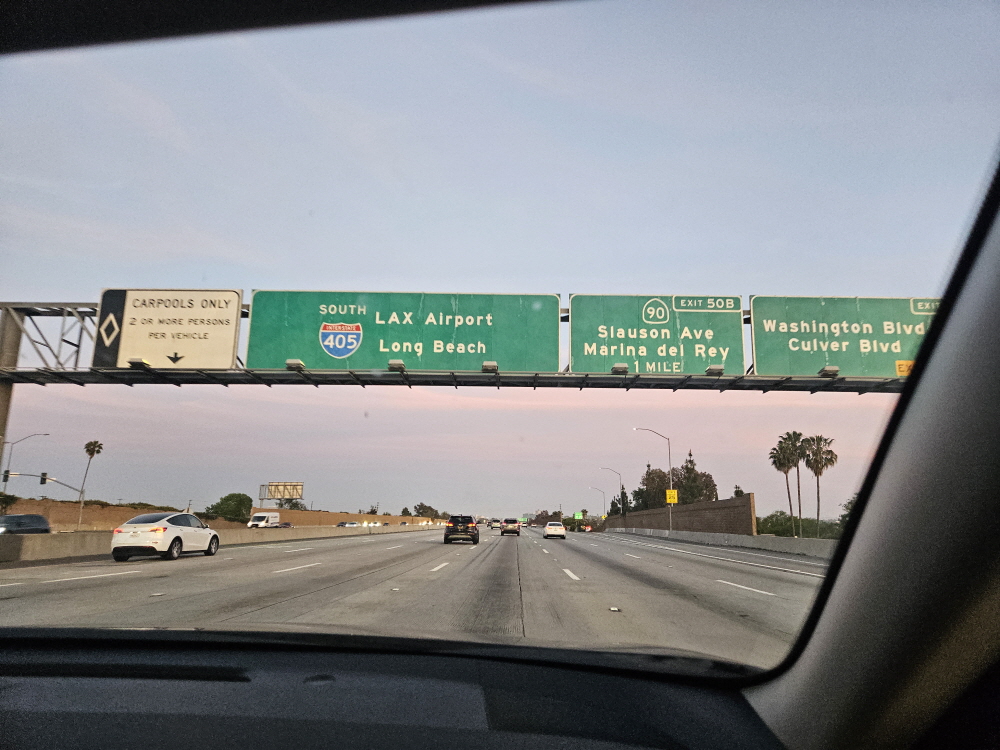 CARPOOLS ONLY
2 OR MORE PERSONS
PER VEHICLE
SOUTH
INTERSTATE
405
LAX Airport
Long Beach
90
EXIT 50B
Slauson Ave
Marina del Rey
1 MILE
EXIT
Washington Blvd
Culver Blvd